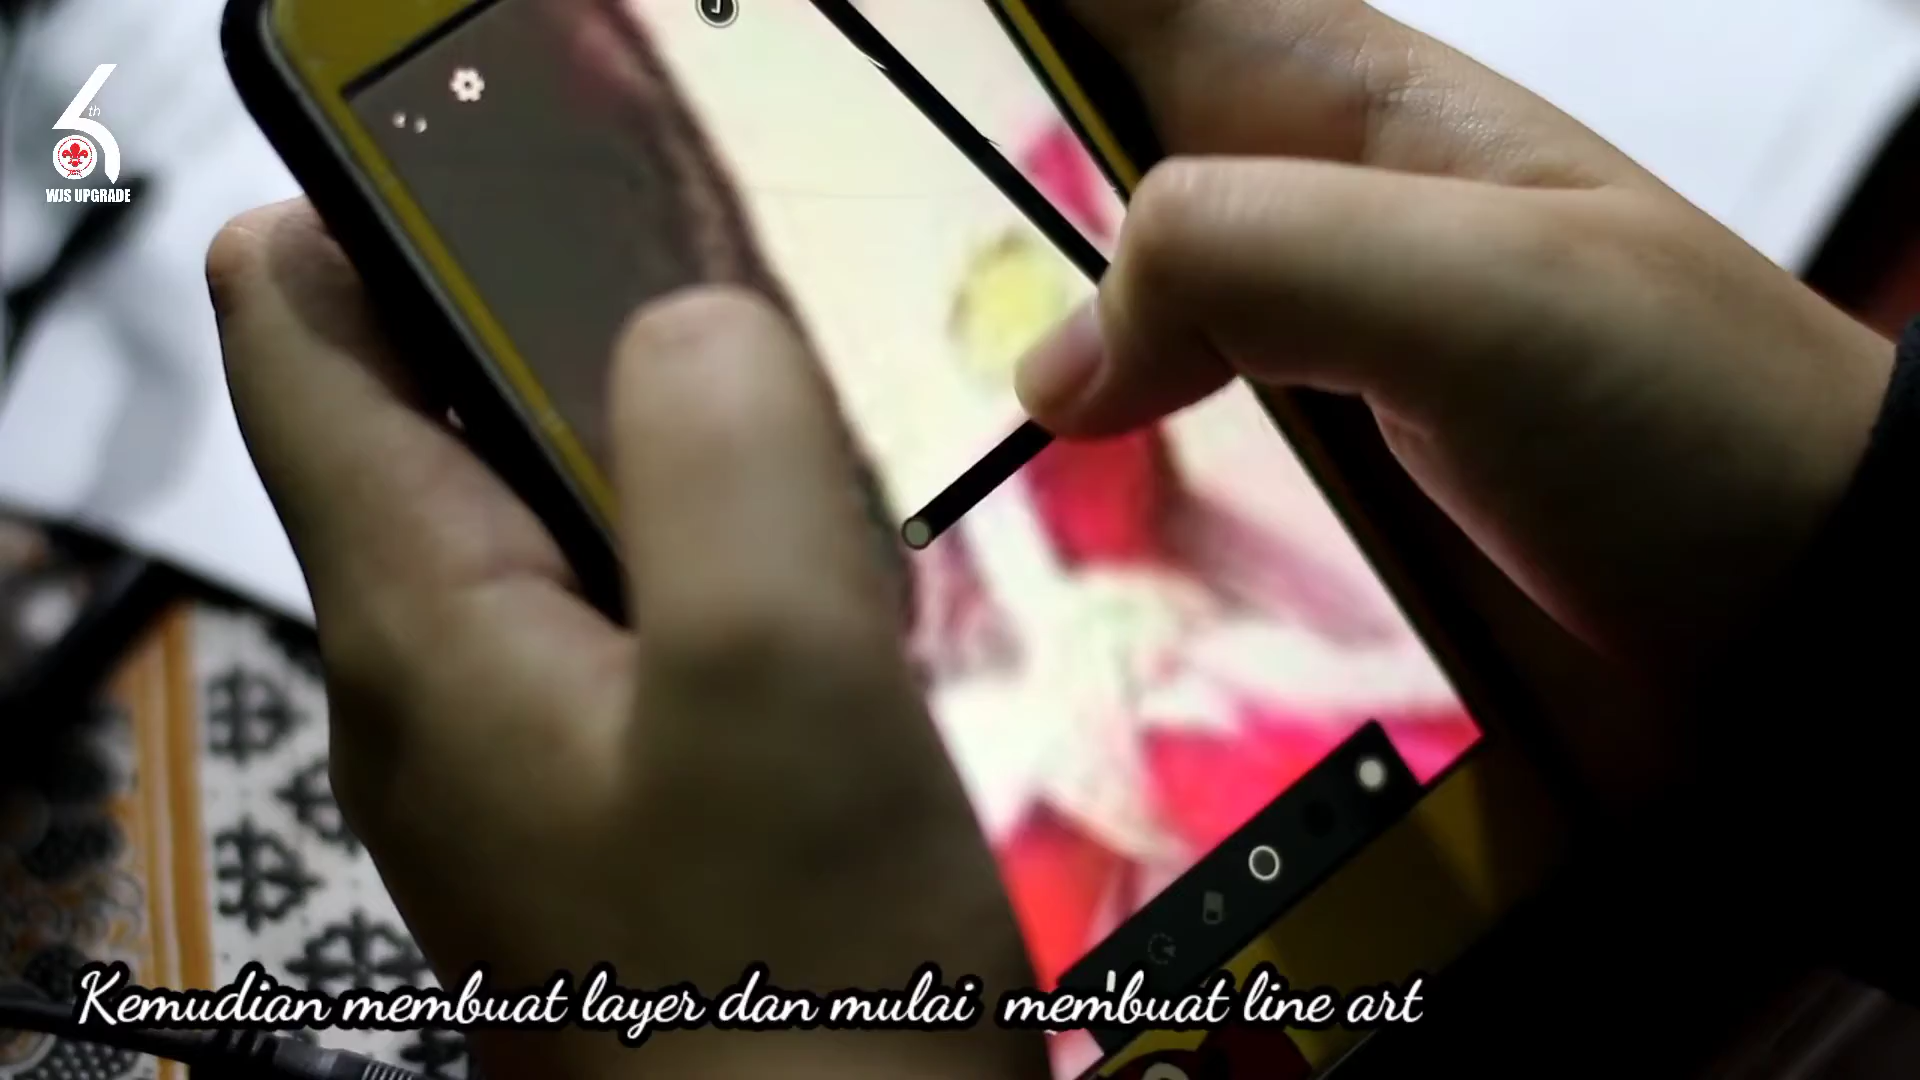 6th
WJS UPGRADE
Kemudian membuat layer dan mulai membuat line art